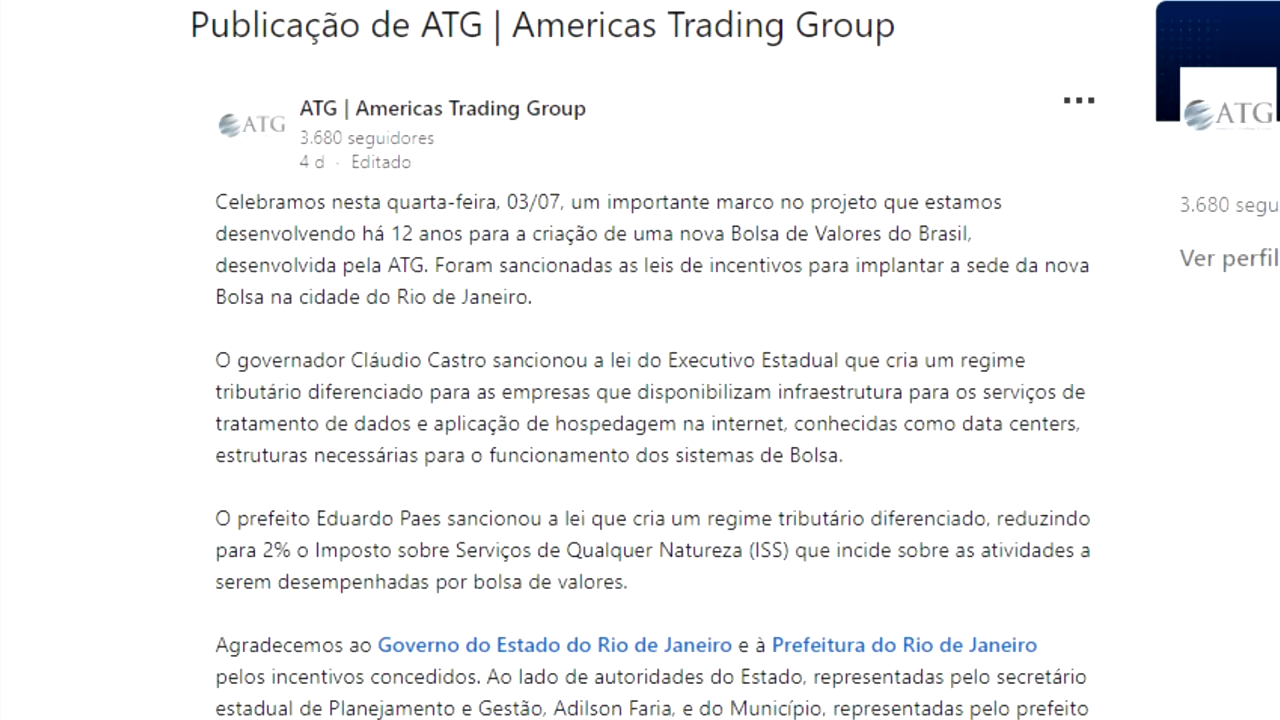 Publicação de ATG | Americas Trading Group
ATG | Americas Trading Group
ATG
3.680 seguidores
4 d · Editado
Celebramos nesta quarta-feira, 03/07, um importante marco no projeto que estamos
desenvolvendo há 12 anos para a criação de uma nova Bolsa de Valores do Brasil,
desenvolvida pela ATG. Foram sancionadas as leis de incentivos para implantar a sede da nova
Bolsa na cidade do Rio de Janeiro.
O governador Cláudio Castro sancionou a lei do Executivo Estadual que cria um regime
tributário diferenciado para as empresas que disponibilizam infraestrutura para os serviços de
tratamento de dados e aplicação de hospedagem na internet, conhecidas como data centers,
estruturas necessárias para o funcionamento dos sistemas de Bolsa.
O prefeito Eduardo Paes sancionou a lei que cria um regime tributário diferenciado, reduzindo
para 2% o Imposto sobre Serviços de Qualquer Natureza (ISS) que incide sobre as atividades a
serem desempenhadas por bolsa de valores.
Agradecemos ao Governo do Estado do Rio de Janeiro e à Prefeitura do Rio de Janeiro
pelos incentivos concedidos. Ao lado de autoridades do Estado, representadas pelo secretário
estadual de Planejamento e Gestão, Adilson Faria, e do Município, representadas pelo prefeito
ATG
3.680 segu
Ver perfil